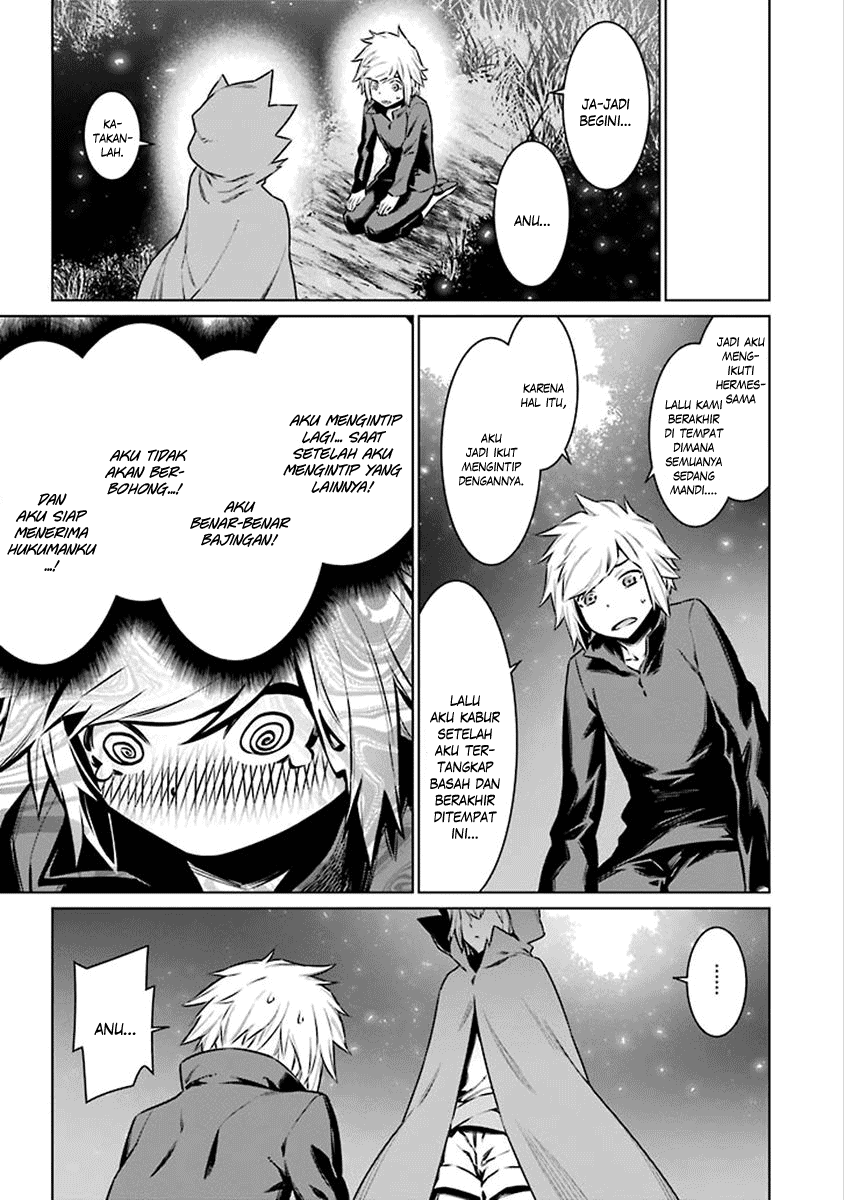 JA-JADI
BEGINI...
ANU...
KA-
TAKAN-
LAH.
JADI AKU
MENG-
IKUTI
HERMES-
SAMA
LALU KAMI
BERAKHIR
DI TEMPAT
DIMANA
SEMUANYA
SEDANG
MANDI....
KARENA
HAL ITU,
AKU
JADI IKUT
MENGINTIP
DENGANNYA.
LALU
AKU KABUR
SETELAH
AKU TER-
TANGKAP
BASAH DAN
BERAKHIR
DITEMPAT
INI...
AKU MENGINTIP
LAGI... SAAT
SETELAH AKU
MENGINTIP YANG
LAINNYA!
AKU
BENAR-BENAR
BAJINGAN!
AKU TIDAK
AKAN BER-
BOHONG...!
DAN
AKU SIAP
MENERIMA
HUKUMANKU
...!
......
ANU...